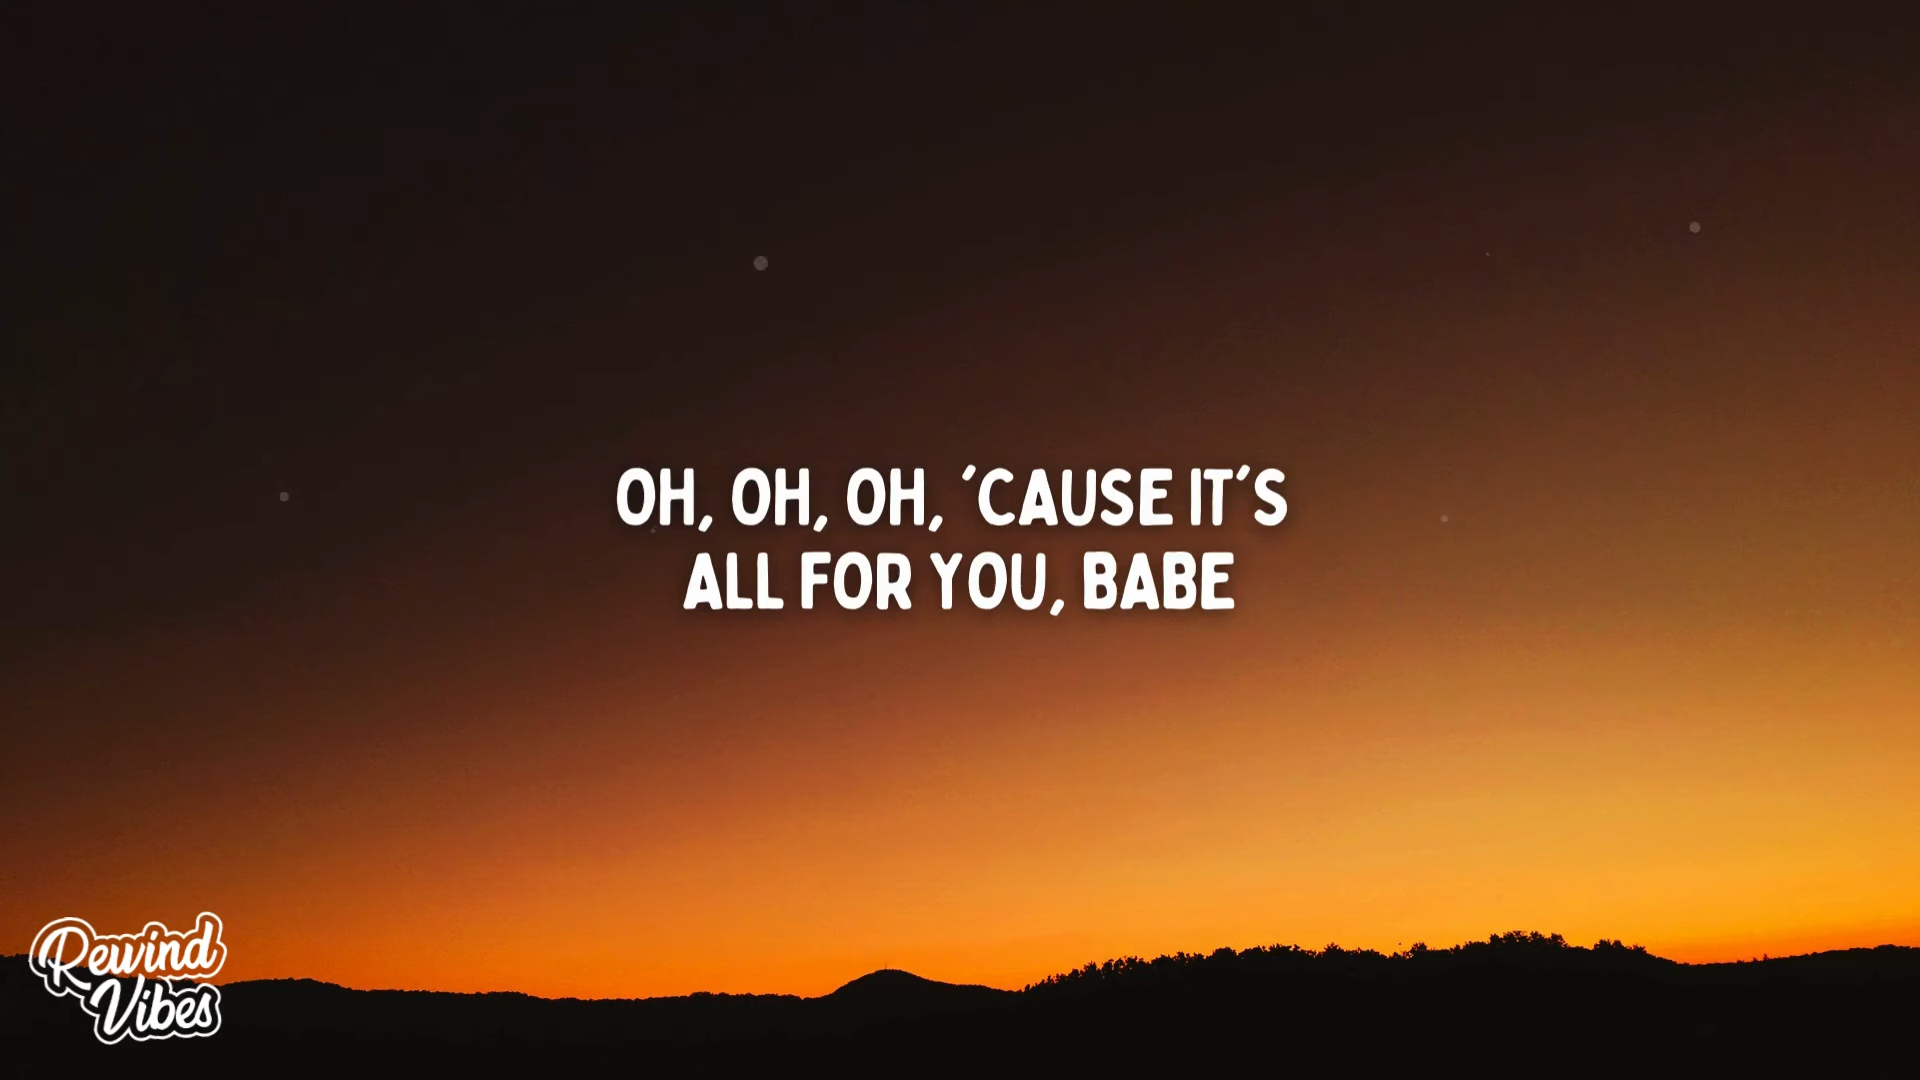 OH, OH, OH, 'CAUSE IT'S
ALL FOR YOU, BABE
Rewind
Vibes